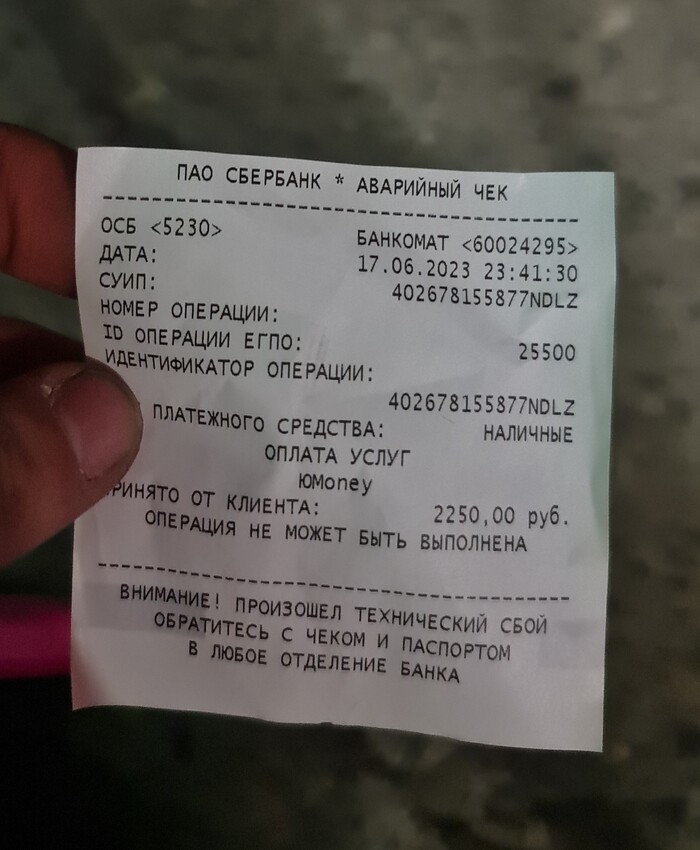 ПАО СБЕРБАНК * АВАРИЙНЫЙ ЧЕК
ОСБ <5230> БАНКОМАТ <60024295>
ДАТА: 17.06.2023 23:41:30
СУИП: 402678155877NDLZ
НОМЕР ОПЕРАЦИИ: 25500
ID ОПЕРАЦИИ ЕГПО:
ИДЕНТИФИКАТОР ОПЕРАЦИИ:
402678155877NDLZ
ПЛАТЕЖНОГО СРЕДСТВА: НАЛИЧНЫЕ
ОПЛАТА УСЛУГ
ЮMoney
РИНЯТО ОТ КЛИЕНТА: 2250,00 руб.
ОПЕРАЦИЯ НЕ МОЖЕТ БЫТЬ ВЫПОЛНЕНА
ВНИМАНИЕ! ПРОИЗОШЕЛ ТЕХНИЧЕСКИЙ СБОЙ
ОБРАТИТЕСЬ С ЧЕКОМ И ПАСПОРТОМ
В ЛЮБОЕ ОТДЕЛЕНИЕ БАНКА